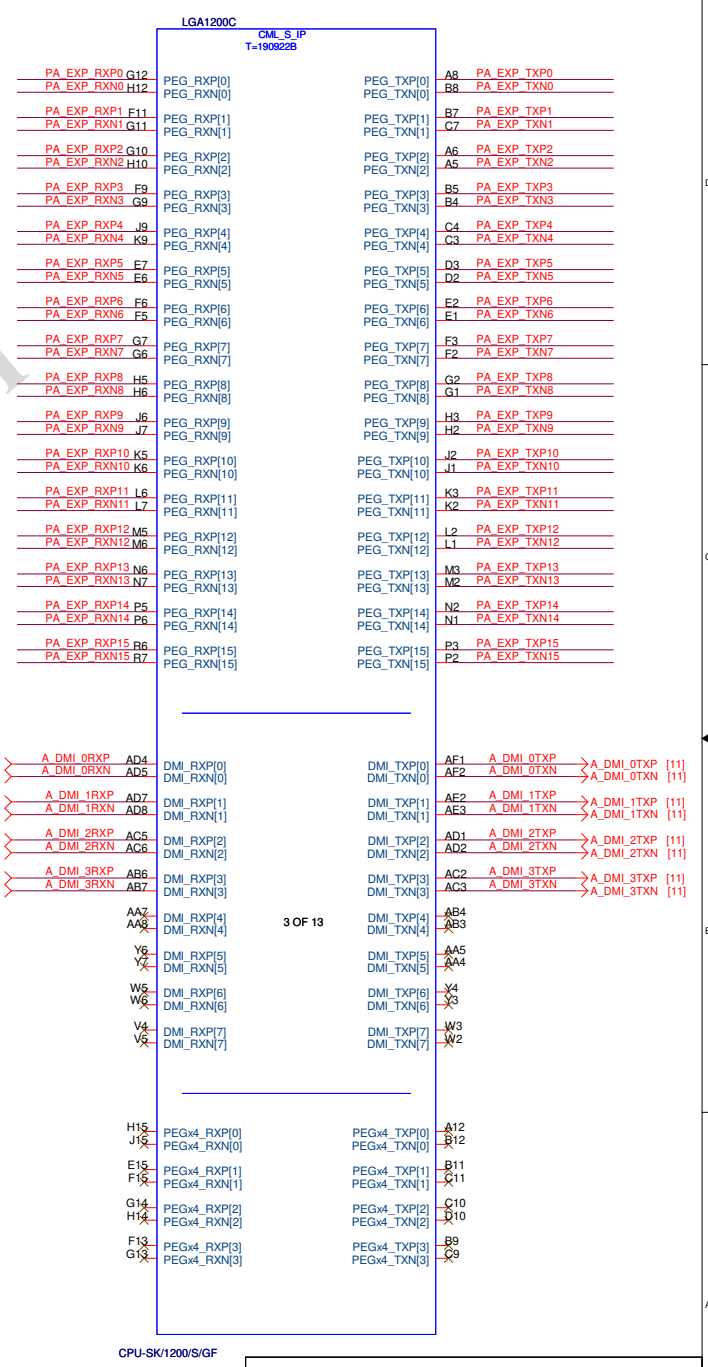 LGA1200C
CML_S_IP
T=190922B
PA_EXP_RXP0 G12 PEG_RXP[0] PEG_TXP[0] A8 PA_EXP_TXP0
PA_EXP_RXN0 H12 PEG_RXN[0] PEG_TXN[0] B8 PA_EXP_TXN0
PA_EXP_RXP1 F11 PEG_RXP[1] PEG_TXP[1] B7 PA_EXP_TXP1
PA_EXP_RXN1 G11 PEG_RXN[1] PEG_TXN[1] C7 PA_EXP_TXN1
PA_EXP_RXP2 G10 PEG_RXP[2] PEG_TXP[2] A6 PA_EXP_TXP2
PA_EXP_RXN2 H10 PEG_RXN[2] PEG_TXN[2] A5 PA_EXP_TXN2
PA_EXP_RXP3 F9 PEG_RXP[3] PEG_TXP[3] B5 PA_EXP_TXP3
PA_EXP_RXN3 G9 PEG_RXN[3] PEG_TXN[3] B4 PA_EXP_TXN3
D
PA_EXP_RXP4 J9 PEG_RXP[4] PEG_TXP[4] C4 PA_EXP_TXP4
PA_EXP_RXN4 K9 PEG_RXN[4] PEG_TXN[4] C3 PA_EXP_TXN4
PA_EXP_RXP5 E7 PEG_RXP[5] PEG_TXP[5] D3 PA_EXP_TXP5
PA_EXP_RXN5 E6 PEG_RXN[5] PEG_TXN[5] D2 PA_EXP_TXN5
PA_EXP_RXP6 F6 PEG_RXP[6] PEG_TXP[6] E2 PA_EXP_TXP6
PA_EXP_RXN6 F5 PEG_RXN[6] PEG_TXN[6] E1 PA_EXP_TXN6
PA_EXP_RXP7 G7 PEG_RXP[7] PEG_TXP[7] F3 PA_EXP_TXP7
PA_EXP_RXN7 G6 PEG_RXN[7] PEG_TXN[7] F2 PA_EXP_TXN7
PA_EXP_RXP8 H5 PEG_RXP[8] PEG_TXP[8] G2 PA_EXP_TXP8
PA_EXP_RXN8 H6 PEG_RXN[8] PEG_TXN[8] G1 PA_EXP_TXN8
PA_EXP_RXP9 J6 PEG_RXP[9] PEG_TXP[9] H3 PA_EXP_TXP9
PA_EXP_RXN9 J7 PEG_RXN[9] PEG_TXN[9] H2 PA_EXP_TXN9
PA_EXP_RXP10 K5 PEG_RXP[10] PEG_TXP[10] J2 PA_EXP_TXP10
PA_EXP_RXN10 K6 PEG_RXN[10] PEG_TXN[10] J1 PA_EXP_TXN10
PA_EXP_RXP11 L6 PEG_RXP[11] PEG_TXP[11] K3 PA_EXP_TXP11
PA_EXP_RXN11 L7 PEG_RXN[11] PEG_TXN[11] K2 PA_EXP_TXN11
PA_EXP_RXP12 M5 PEG_RXP[12] PEG_TXP[12] L2 PA_EXP_TXP12
PA_EXP_RXN12 M6 PEG_RXN[12] PEG_TXN[12] L1 PA_EXP_TXN12
PA_EXP_RXP13 N6 PEG_RXP[13] PEG_TXP[13] M3 PA_EXP_TXP13
PA_EXP_RXN13 N7 PEG_RXN[13] PEG_TXN[13] M2 PA_EXP_TXN13
PA_EXP_RXP14 P5 PEG_RXP[14] PEG_TXP[14] N2 PA_EXP_TXP14
PA_EXP_RXN14 P6 PEG_RXN[14] PEG_TXN[14] N1 PA_EXP_TXN14
PA_EXP_RXP15 R6 PEG_RXP[15] PEG_TXP[15] P3 PA_EXP_TXP15
PA_EXP_RXN15 R7 PEG_RXN[15] PEG_TXN[15] P2 PA_EXP_TXN15
A_DMI_0RXP AD4 DMI_RXP[0] DMI_TXP[0] AF1 A_DMI_0TXP A_DMI_0TXP [11]
A_DMI_0RXN AD5 DMI_RXN[0] DMI_TXN[0] AF2 A_DMI_0TXN A_DMI_0TXN [11]
A_DMI_1RXP AD7 DMI_RXP[1] DMI_TXP[1] AE2 A_DMI_1TXP A_DMI_1TXP [11]
A_DMI_1RXN AD8 DMI_RXN[1] DMI_TXN[1] AE3 A_DMI_1TXN A_DMI_1TXN [11]
A_DMI_2RXP AC5 DMI_RXP[2] DMI_TXP[2] AD1 A_DMI_2TXP A_DMI_2TXP [11]
A_DMI_2RXN AC6 DMI_RXN[2] DMI_TXN[2] AD2 A_DMI_2TXN A_DMI_2TXN [11]
A_DMI_3RXP AB6 DMI_RXP[3] DMI_TXP[3] AC2 A_DMI_3TXP A_DMI_3TXP [11]
A_DMI_3RXN AB7 DMI_RXN[3] DMI_TXN[3] AC3 A_DMI_3TXN A_DMI_3TXN [11]
AA7 DMI_RXP[4] DMI_TXP[4] AB4
3 OF 13
AA8 DMI_RXN[4] DMI_TXN[4] AB3
Y6 DMI_RXP[5] DMI_TXP[5] AA5
Y7 DMI_RXN[5] DMI_TXN[5] AA4
W5 DMI_RXP[6] DMI_TXP[6] Y4
W6 DMI_RXN[6] DMI_TXN[6] Y3
V4 DMI_RXP[7] DMI_TXP[7] W3
V5 DMI_RXN[7] DMI_TXN[7] W2
H15 PEGx4_RXP[0] PEGx4_TXP[0] A12
J15 PEGx4_RXN[0] PEGx4_TXN[0] B12
E15 PEGx4_RXP[1] PEGx4_TXP[1] B11
F15 PEGx4_RXN[1] PEGx4_TXN[1] C11
G14 PEGx4_RXP[2] PEGx4_TXP[2] C10
H14 PEGx4_RXN[2] PEGx4_TXN[2] D10
F13 PEGx4_RXP[3] PEGx4_TXP[3] B9
G13 PEGx4_RXN[3] PEGx4_TXN[3] C9
CPU-SK/1200/S/GF